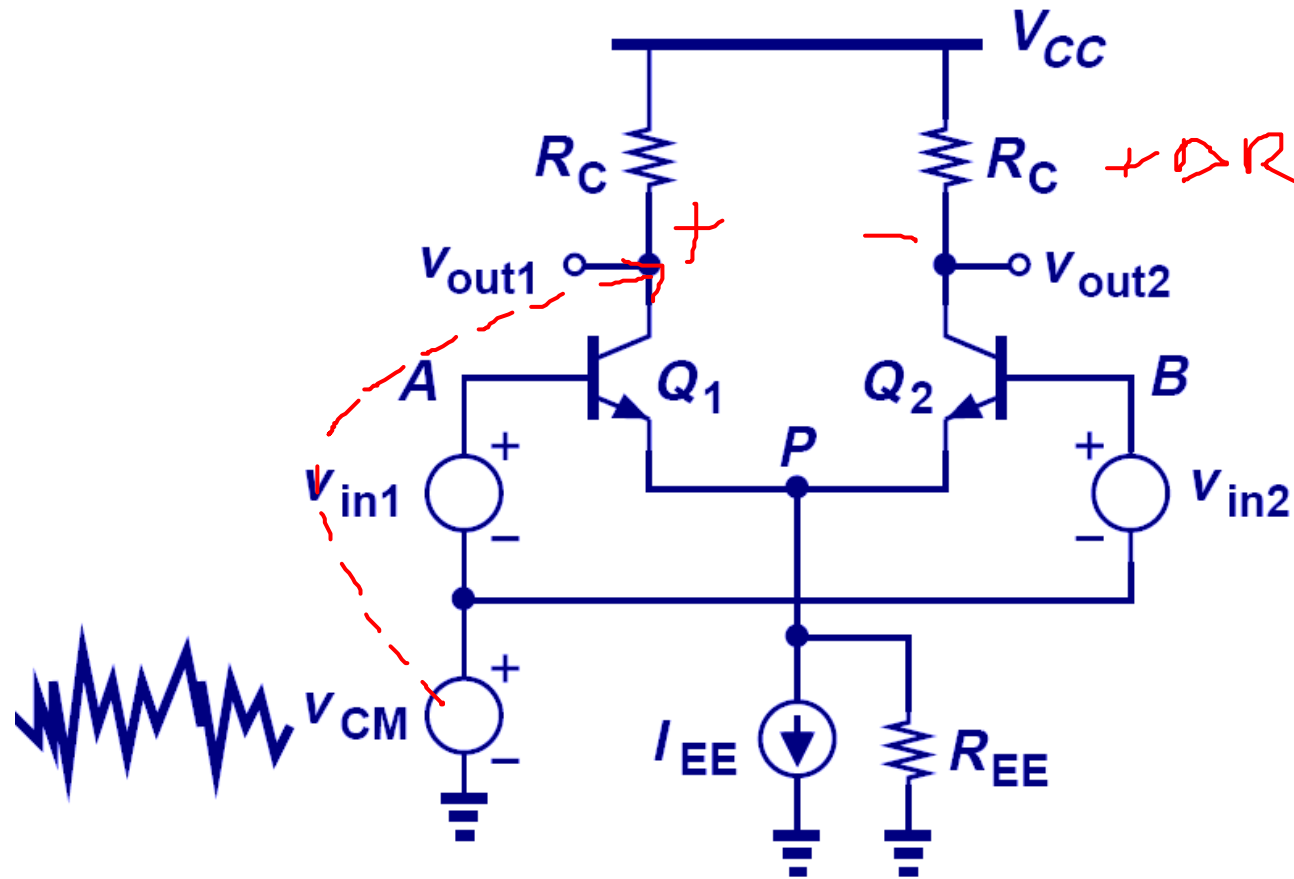 VCC
RC
RC + ΔR
+
−
vout1
vout2
A
Q1
Q2
B
P
+
+
vin1
vin2
−
−
+
vCM
IEE
REE
−